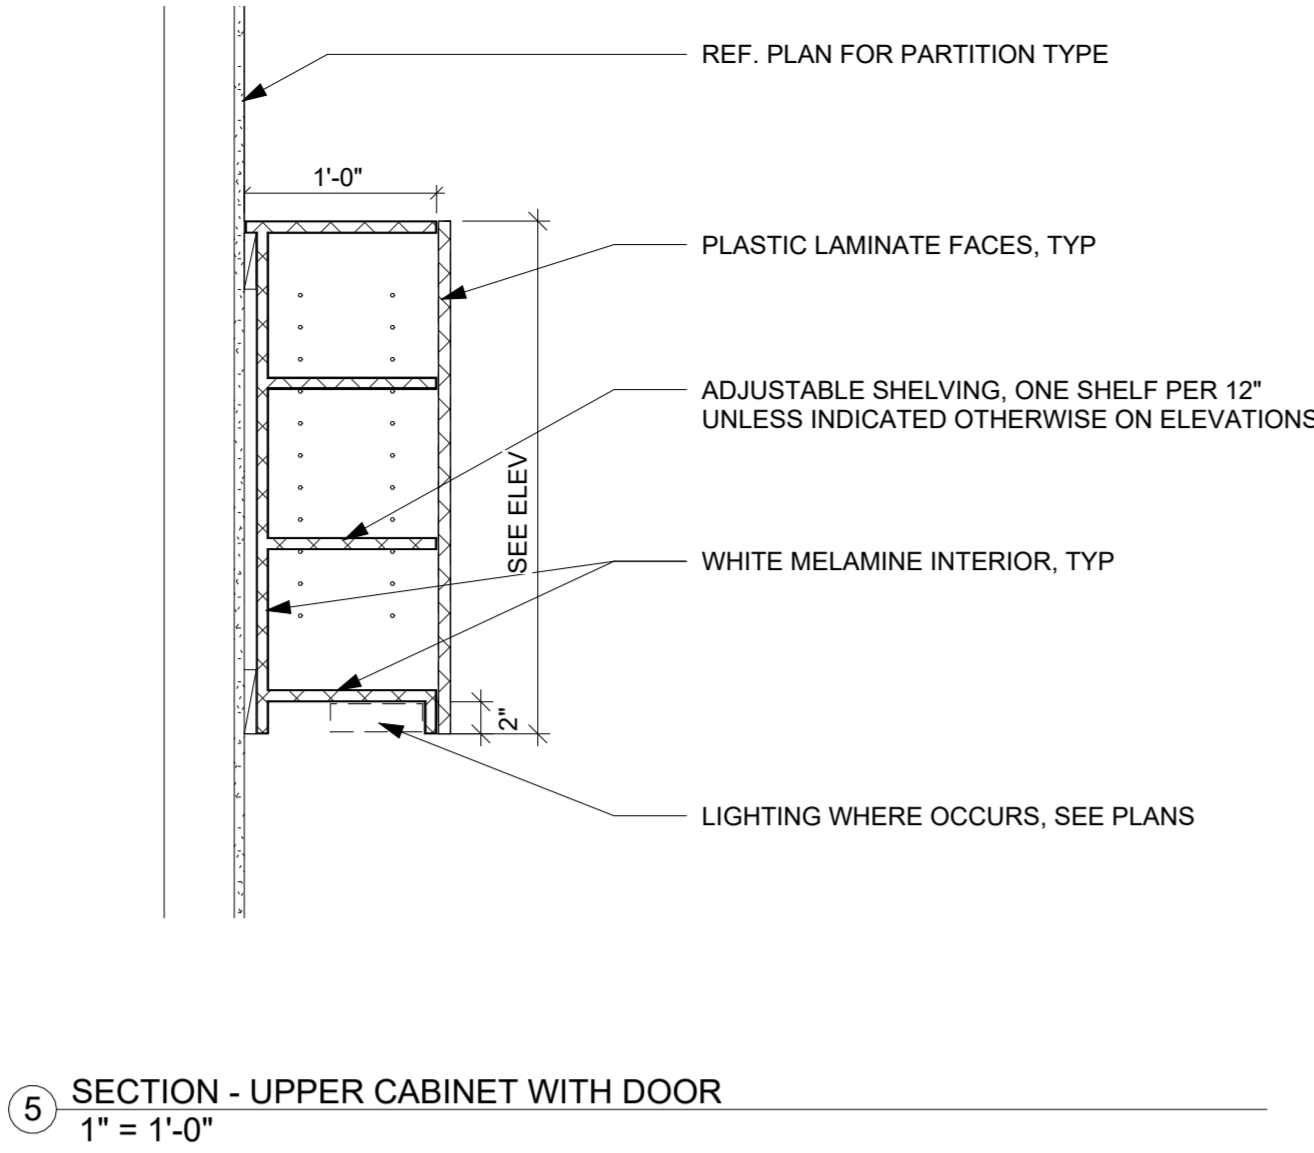 REF. PLAN FOR PARTITION TYPE
1'-0"
PLASTIC LAMINATE FACES, TYP
ADJUSTABLE SHELVING, ONE SHELF PER 12"
UNLESS INDICATED OTHERWISE ON ELEVATIONS
SEE ELEV
WHITE MELAMINE INTERIOR, TYP
2"
LIGHTING WHERE OCCURS, SEE PLANS
5
SECTION - UPPER CABINET WITH DOOR
1" = 1'-0"